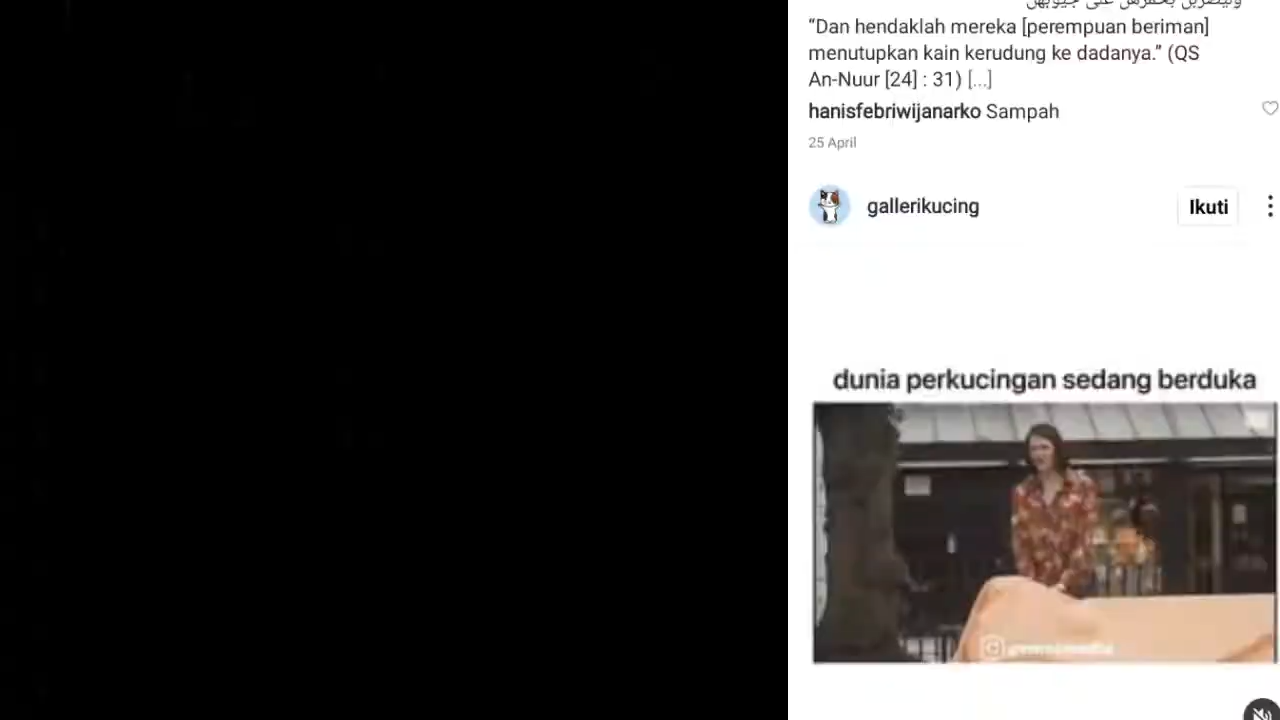 “Dan hendaklah mereka [perempuan beriman]
menutupkan kain kerudung ke dadanya.” (QS
An-Nuur [24] : 31) [...]
hanisfebriwijanarko Sampah
25 April
gallerikucing
Ikuti
dunia perkucingan sedang berduka